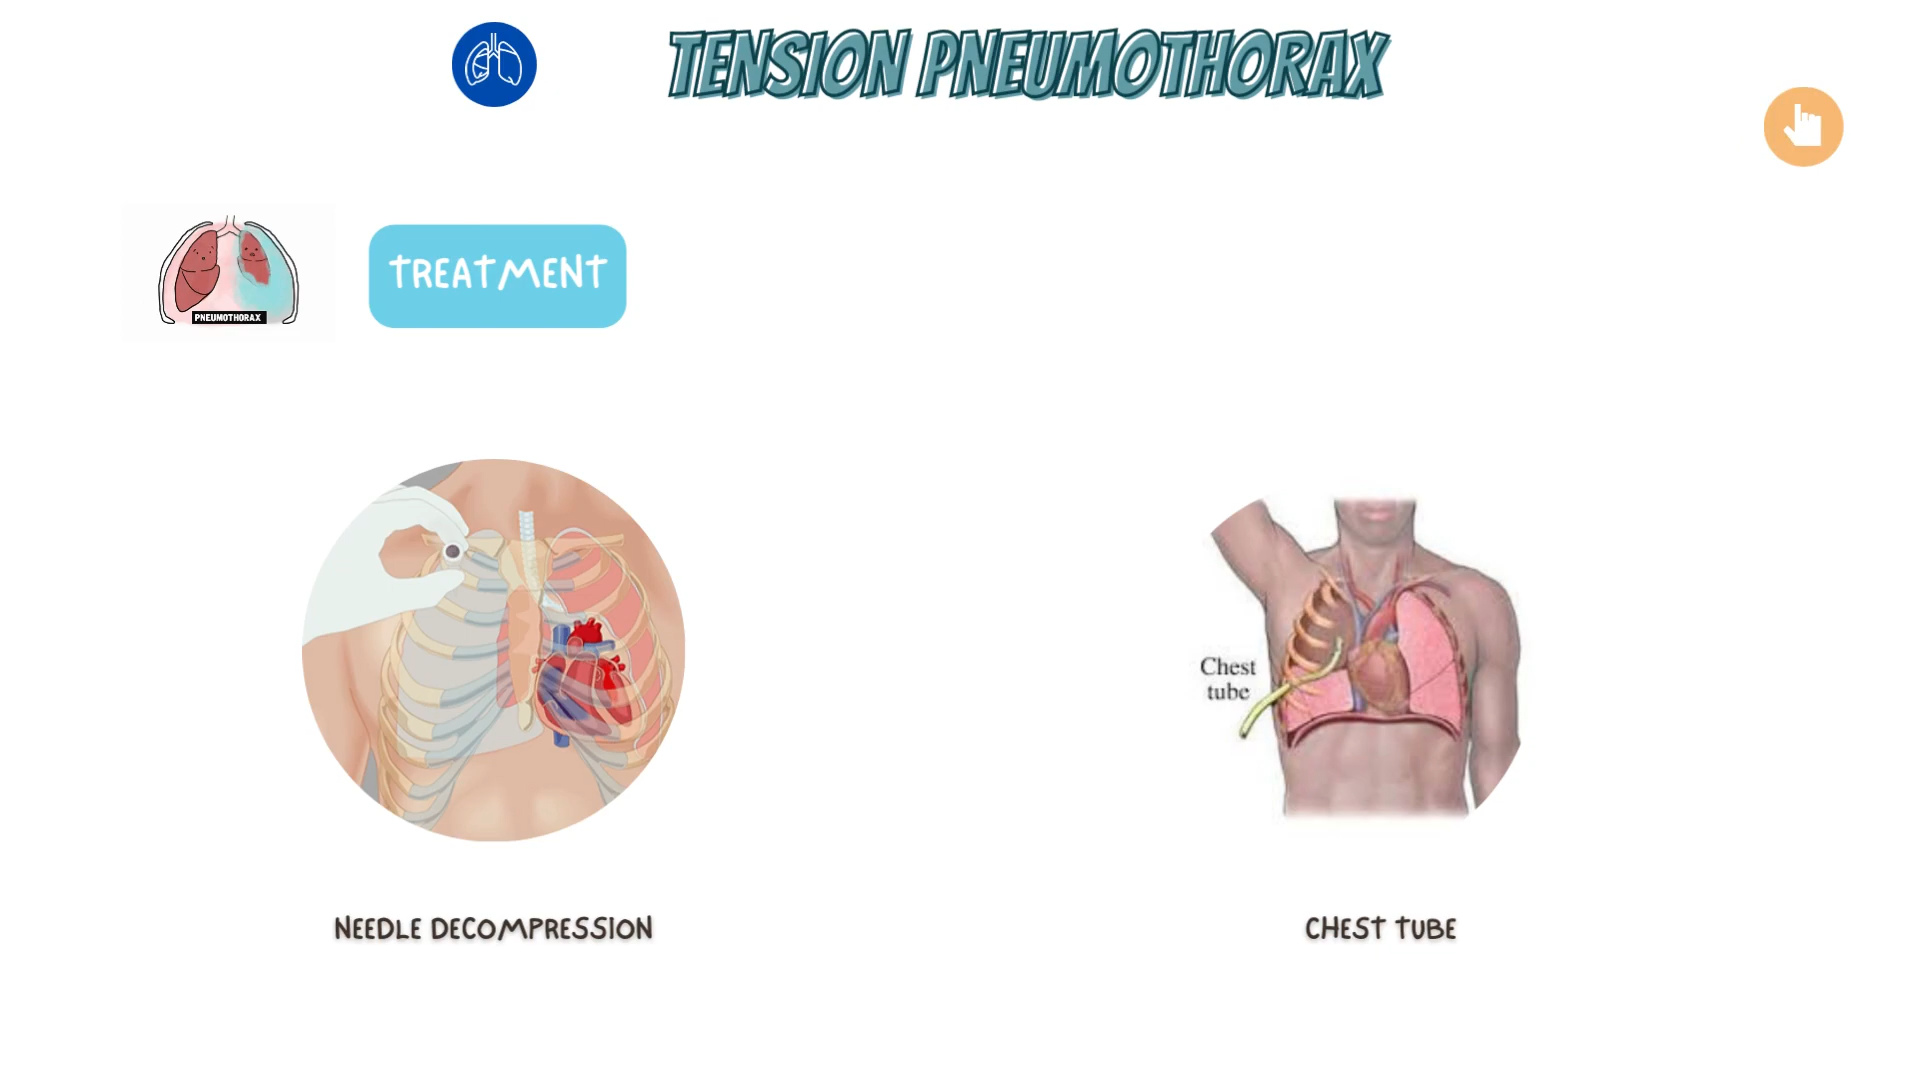 TENSION PNEUMOTHORAX
PNEUMOTHORAX
TREATMENT
Chest
tube
NEEDLE DECOMPRESSION
CHEST TUBE